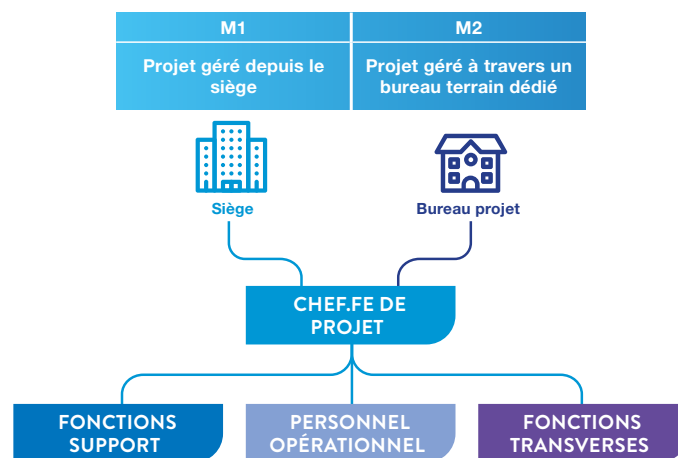 M1
M2
Projet géré depuis le
siège
Projet géré à travers un
bureau terrain dédié
Siège
Bureau projet
CHEF.FE DE
PROJET
FONCTIONS
SUPPORT
PERSONNEL
OPÉRATIONNEL
FONCTIONS
TRANSVERSES